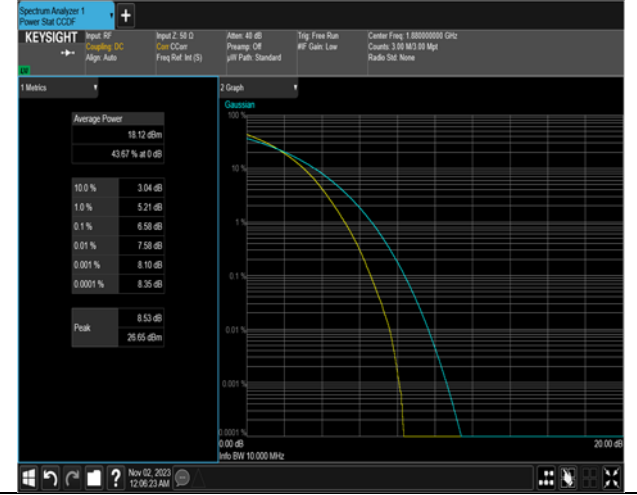 Spectrum Analyzer 1
Power Stat CCDF
+
KEYSIGHT
Input: RF
Coupling: DC
Align: Auto
Input Z: 50 Ω
Corr CCorr
Freq Ref: Int (S)
Atten: 40 dB
Preamp: Off
µW Path: Standard
Trig: Free Run
#IF Gain: Low
Center Freq: 1.880000000 GHz
Counts: 3.00 M/3.00 Mpt
Radio Std: None
1 Metrics
Average Power
18.12 dBm
43.67 % at 0 dB
10.0 % 3.04 dB
1.0 % 5.21 dB
0.1 % 6.58 dB
0.01 % 7.58 dB
0.001 % 8.10 dB
0.0001 % 8.35 dB
Peak
8.53 dB
26.65 dBm
2 Graph
Gaussian
100 %
10 %
1 %
0.1 %
0.01 %
0.001 %
0.0001 %
0.00 dB
20.00 dB
Info BW 10.000 MHz
?
Nov 02, 2023
12:06:23 AM